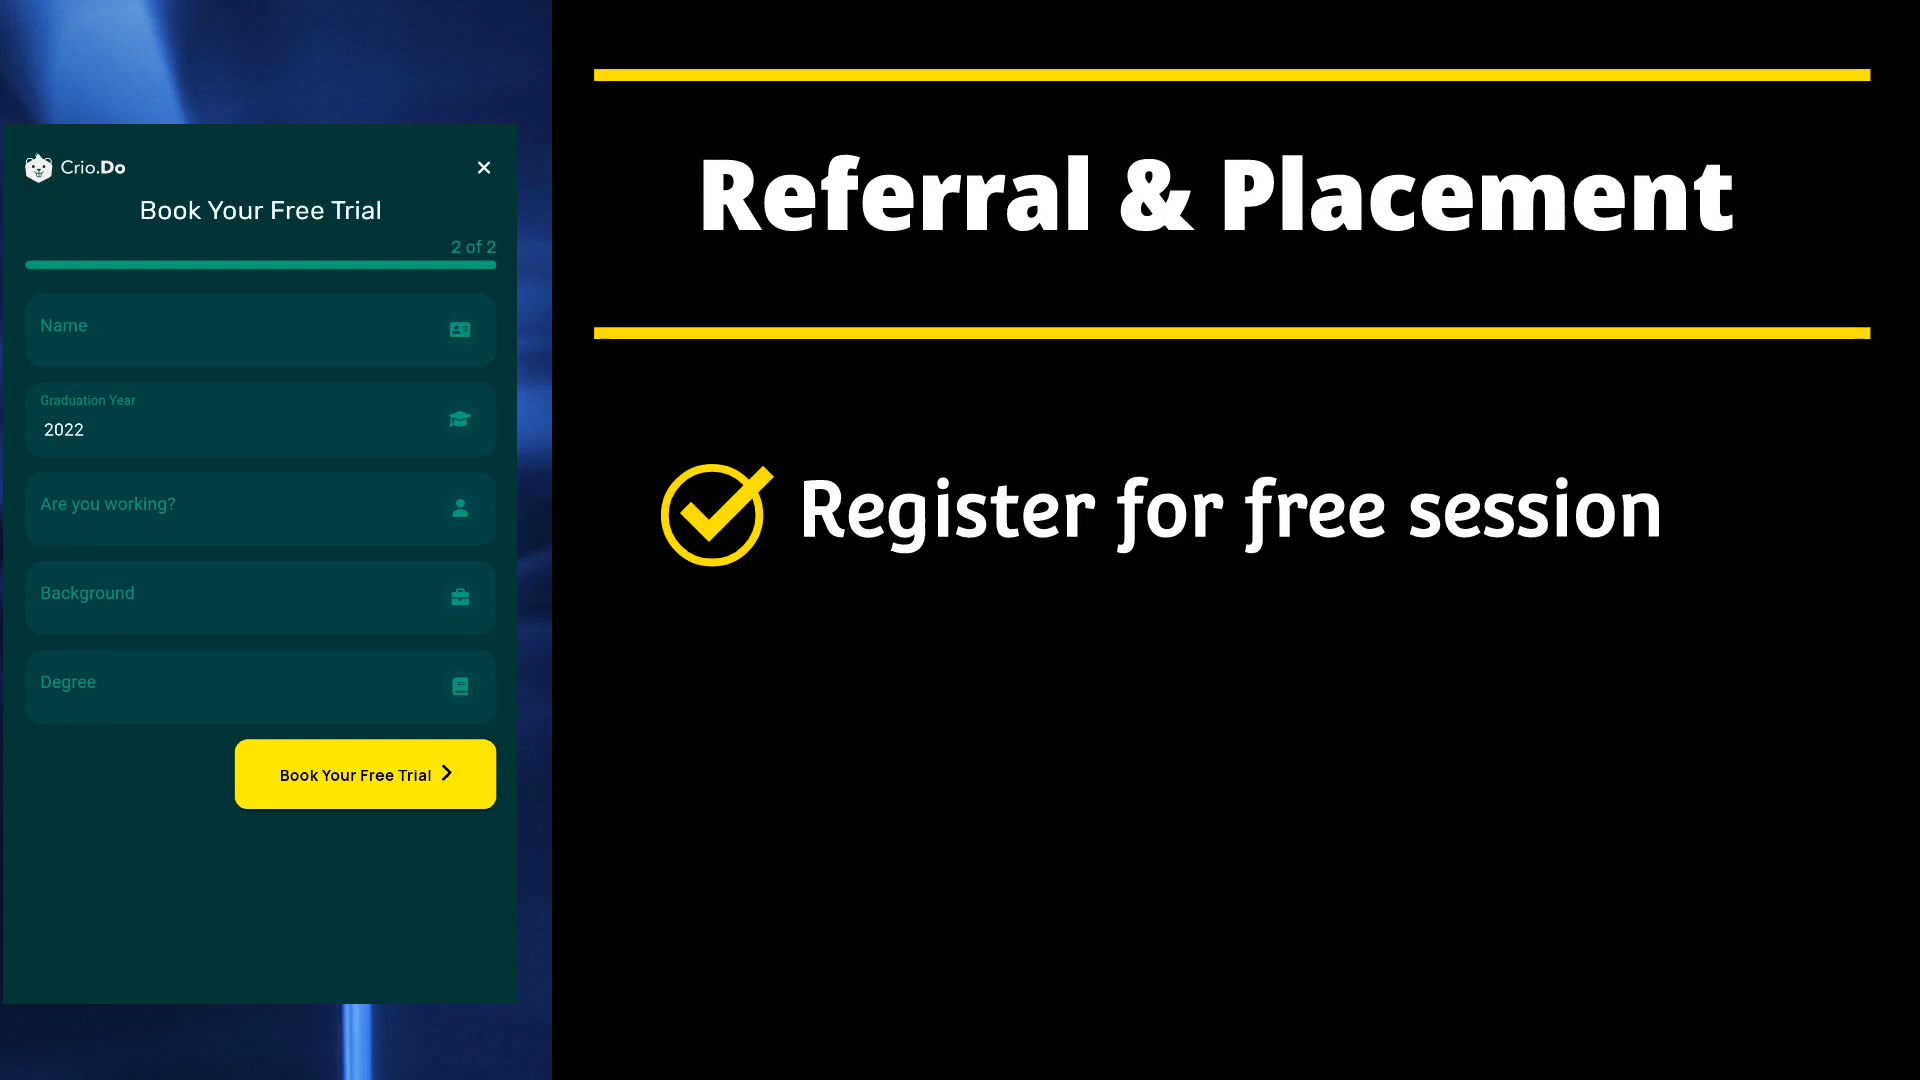 Crio.Do
Book Your Free Trial
2 of 2
Name
Graduation Year
2022
Are you working?
Background
Degree
Book Your Free Trial
Referral & Placement
Register for free session